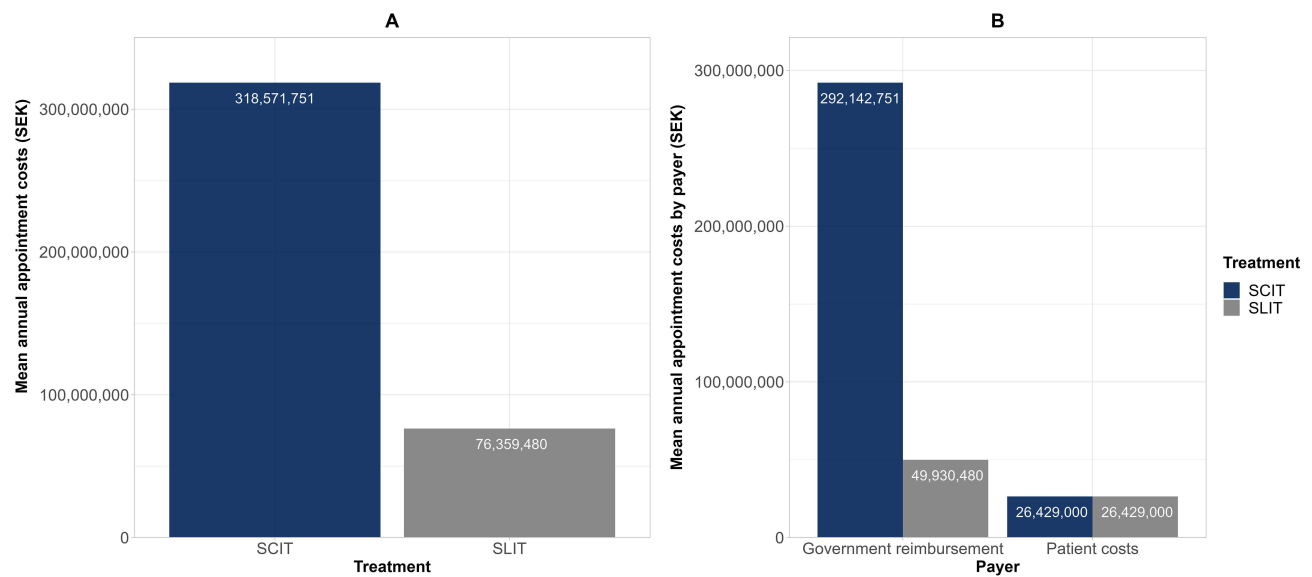 A
Mean annual appointment costs (SEK)
300,000,000
200,000,000
100,000,000
0
318,571,751
76,359,480
SCIT
SLIT
Treatment
B
Mean annual appointment costs by payer (SEK)
300,000,000
200,000,000
100,000,000
0
292,142,751
49,930,480
26,429,000
26,429,000
Government reimbursement
Patient costs
Payer
Treatment
SCIT
SLIT